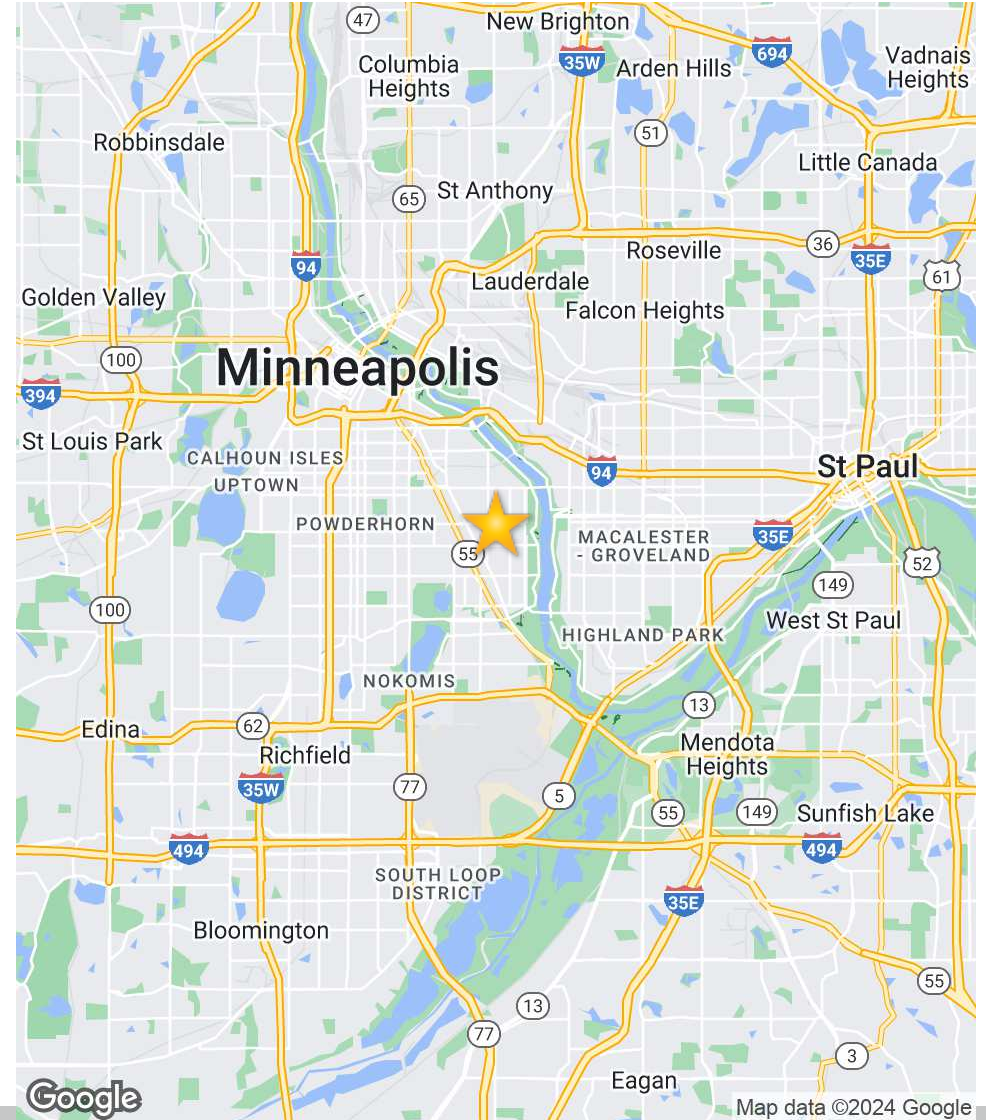 47
New Brighton
35W
694
Arden Hills
Vadnais
Heights
Columbia
Heights
51
Robbinsdale
Little Canada
65
St Anthony
36
Roseville
35E
94
61
Lauderdale
Golden Valley
Falcon Heights
100
Minneapolis
394
St Louis Park
CALHOUN ISLES
UPTOWN
94
St Paul
POWDERHORN
55
MACALESTER
- GROVELAND
35E
52
149
100
West St Paul
HIGHLAND PARK
NOKOMIS
13
Edina
62
Richfield
Mendota
Heights
35W
77
5
55
149
Sunfish Lake
494
494
SOUTH LOOP
DISTRICT
35E
Bloomington
55
13
77
3
Eagan
Google
Map data ©2024 Google